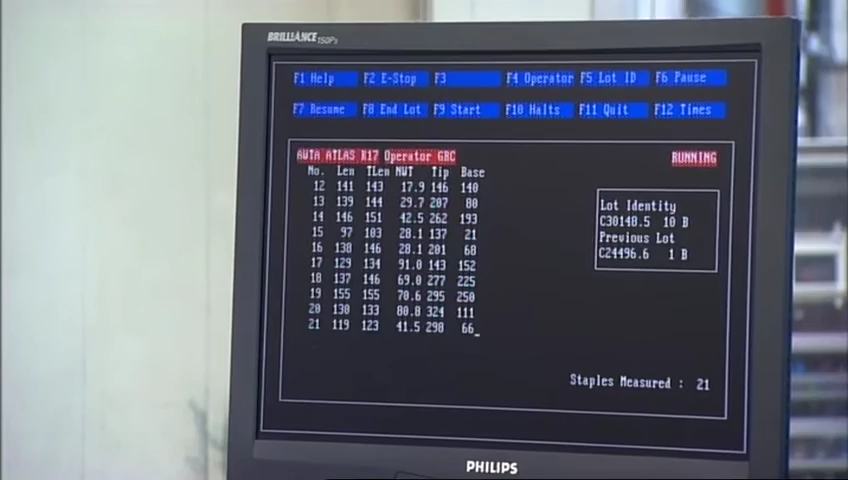 BRILLIANCE 150P2
F1 Help F2 E-Stop F3 F4 Operator F5 Lot ID F6 Pause
F7 Resume F8 End Lot F9 Start F10 Halts F11 Quit F12 Times
AWTA ATLAS N17 Operator GRC RUNNING
No. Len TLen NWT Tip Base
12 141 143 17.9 146 140
13 139 144 29.7 207 80
14 146 151 42.5 262 193
15 97 103 28.1 137 21
16 138 146 28.1 201 60
17 129 134 91.0 143 152
18 137 146 69.0 277 225
19 155 155 70.6 295 250
20 130 133 80.8 324 111
21 119 123 41.5 298 66_
Lot Identity
C30148.5 10 B
Previous Lot
C24496.6 1 B
Staples Measured : 21
PHILIPS